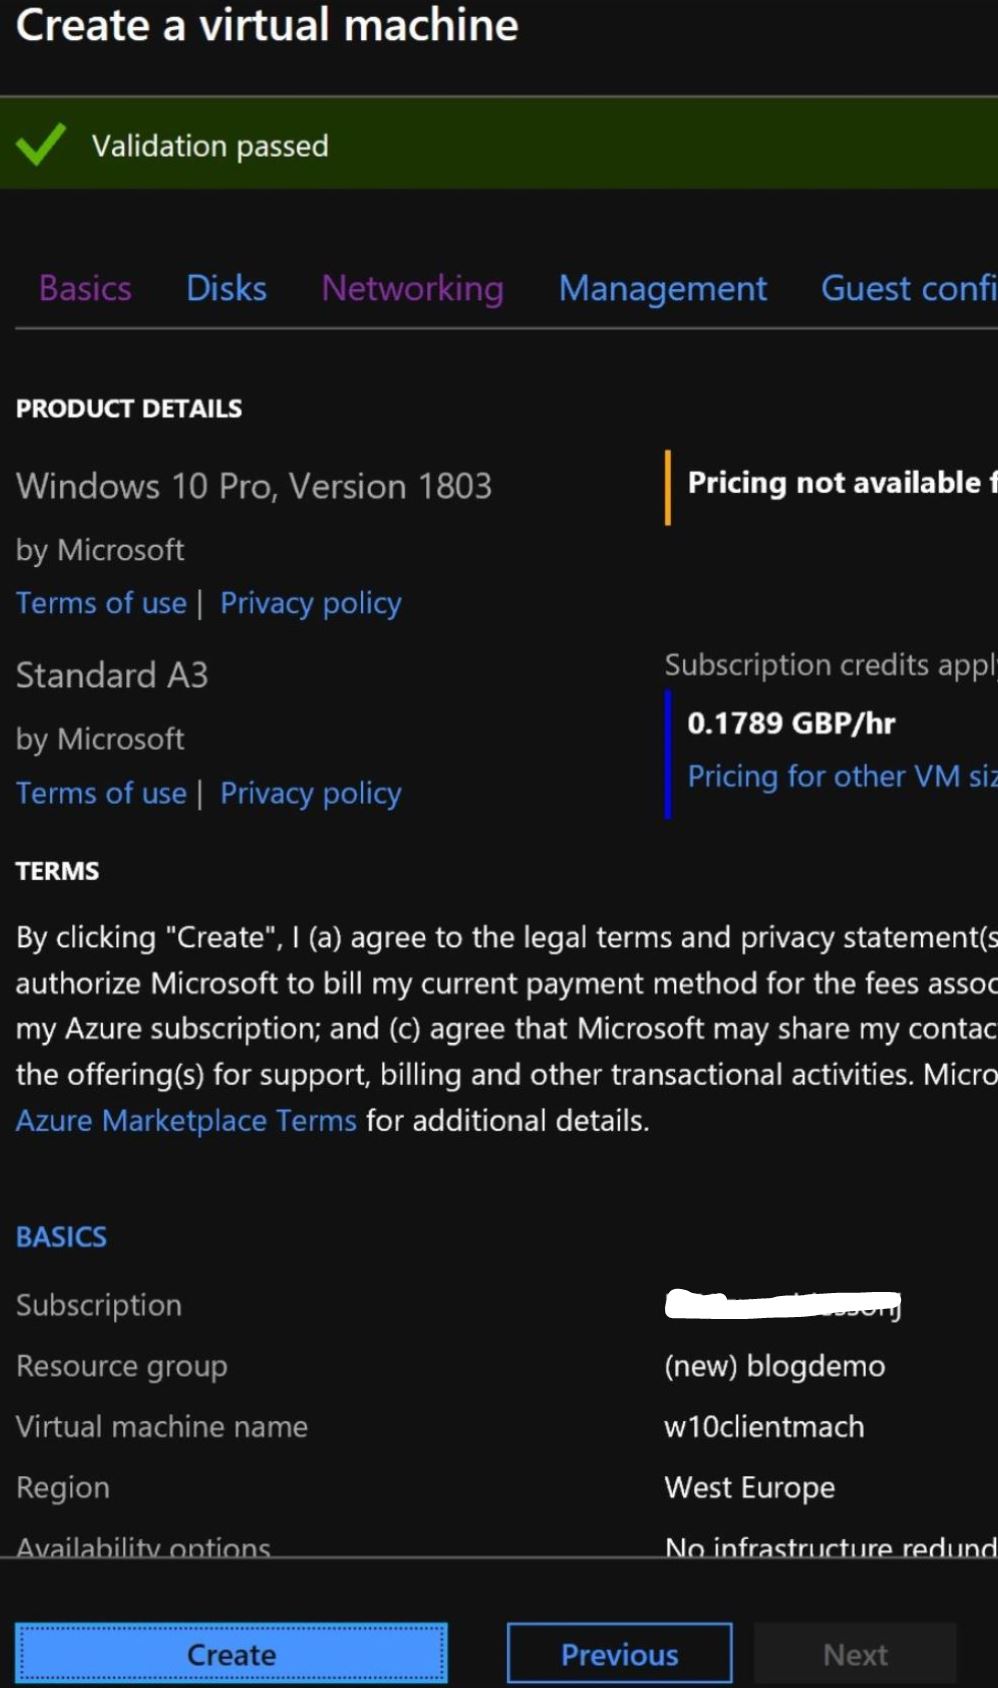 Create a virtual machine
Validation passed
Basics Disks Networking Management Guest confi
PRODUCT DETAILS
Windows 10 Pro, Version 1803
Pricing not available f
by Microsoft
Terms of use | Privacy policy
Standard A3
Subscription credits apply
0.1789 GBP/hr
by Microsoft
Pricing for other VM siz
Terms of use | Privacy policy
TERMS
By clicking "Create", I (a) agree to the legal terms and privacy statement(s
authorize Microsoft to bill my current payment method for the fees assoc
my Azure subscription; and (c) agree that Microsoft may share my contac
the offering(s) for support, billing and other transactional activities. Micro
Azure Marketplace Terms for additional details.
BASICS
Subscription
Resource group (new) blogdemo
Virtual machine name w10clientmach
Region West Europe
Availability options No infrastructure redund
Create Previous Next